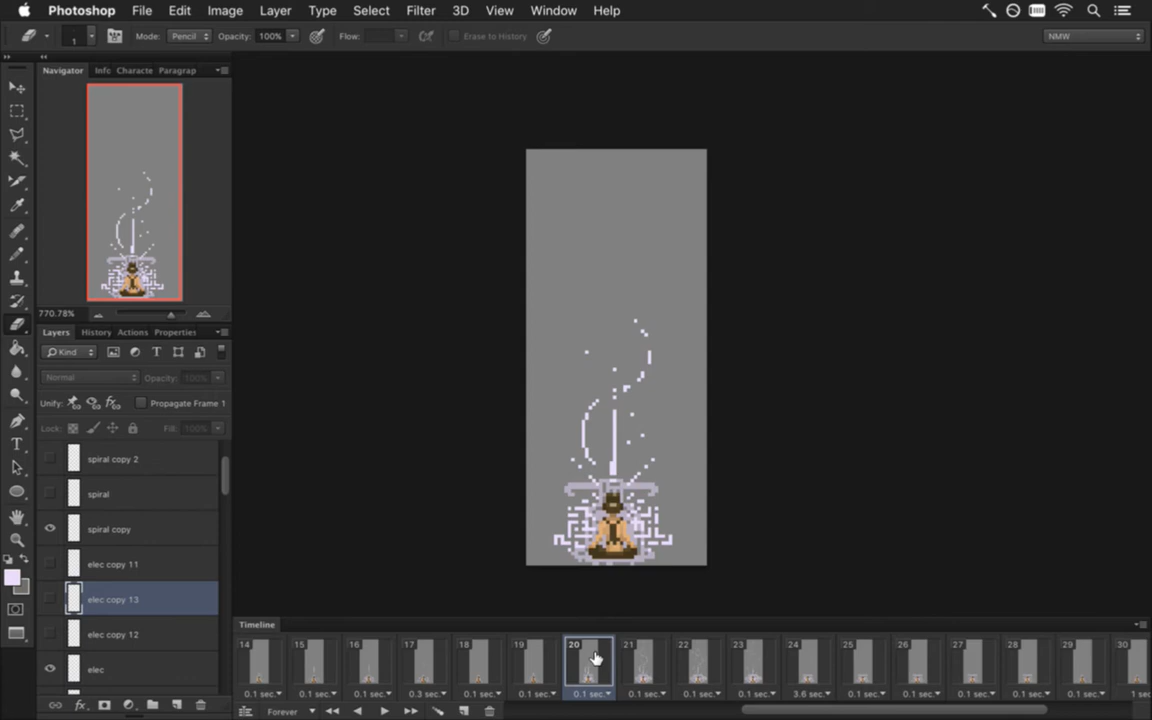 Photoshop File Edit Image Layer Type Select Filter 3D View Window Help
1 Mode: Pencil Opacity: 100% Flow: Erase to History NMW
Navigator Info Characte Paragrap
770.78%
Layers History Actions Properties
Kind
Normal Opacity: 100%
Unify: Propagate Frame 1
Lock: Fill: 100%
spiral copy 2
spiral
spiral copy
elec copy 11
elec copy 13
elec copy 12
elec
Timeline
14 15 16 17 18 19 20 21 22 23 24 25 26 27 28 29 30
0.1 sec. 0.1 sec. 0.1 sec. 0.3 sec. 0.1 sec. 0.1 sec. 0.1 sec. 0.1 sec. 0.1 sec. 0.1 sec. 3.6 sec. 0.1 sec. 0.1 sec. 0.1 sec. 0.1 sec. 0.1 sec. 1 sec
Forever